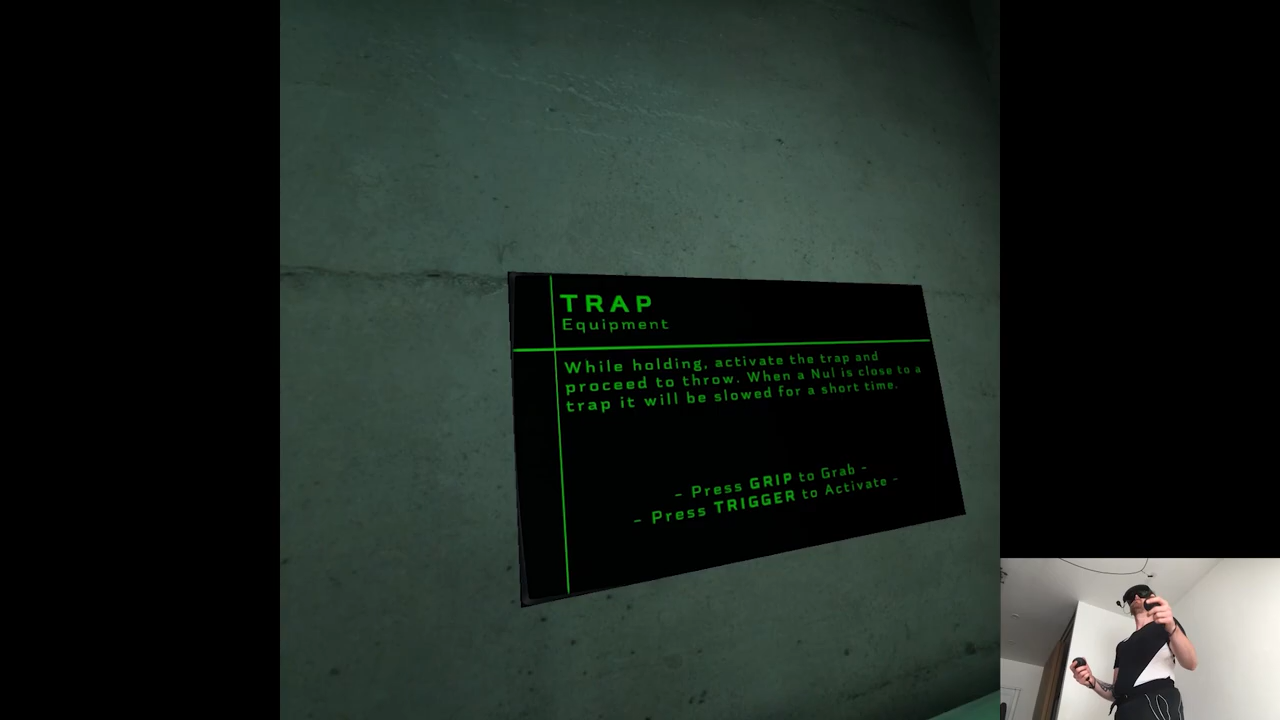 TRAP
Equipment
While holding, activate the trap and
proceed to throw. When a Nul is close to a
trap it will be slowed for a short time.
- Press GRIP to Grab -
- Press TRIGGER to Activate -